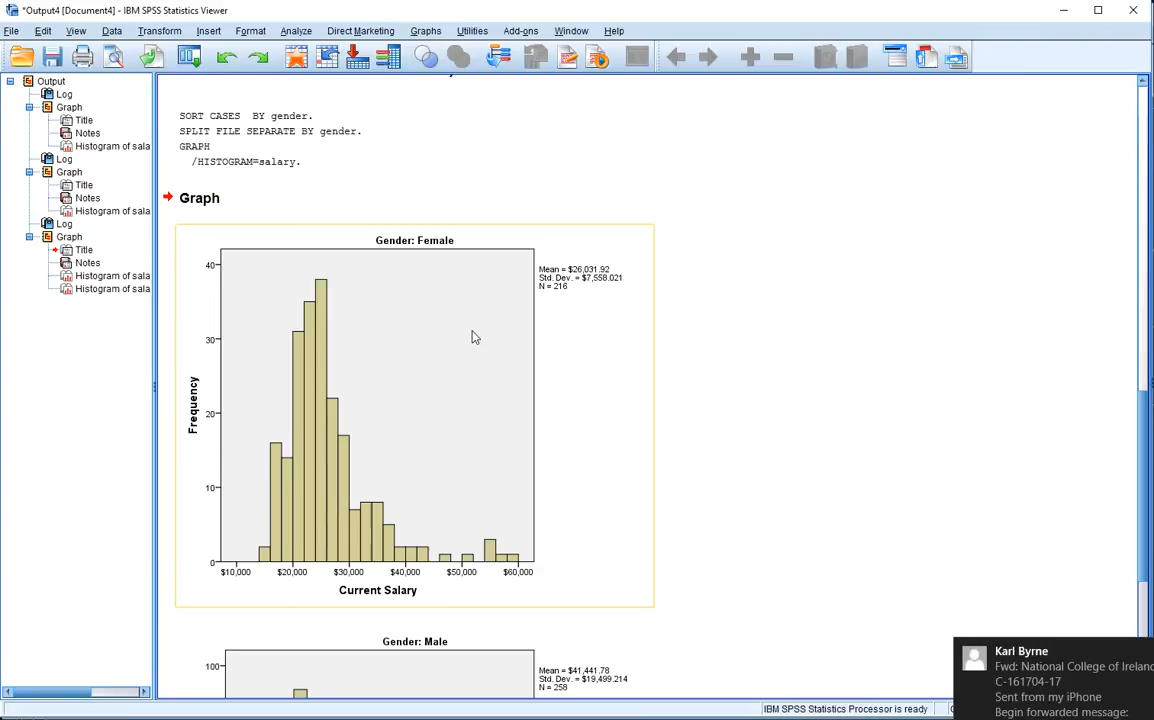 *Output4 [Document4] - IBM SPSS Statistics Viewer
File Edit View Data Transform Insert Format Analyze Direct Marketing Graphs Utilities Add-ons Window Help
Output
Log
Graph
Title
Notes
Histogram of sala
Log
Graph
Title
Notes
Histogram of sala
Log
Graph
Title
Notes
Histogram of sala
Histogram of sala
SORT CASES BY gender.
SPLIT FILE SEPARATE BY gender.
GRAPH
/HISTOGRAM=salary.
Graph
Gender: Female
Mean = $26,031.92
Std. Dev. = $7,558.021
N = 216
40
30
20
10
0
Frequency
$10,000 $20,000 $30,000 $40,000 $50,000 $60,000
Current Salary
Gender: Male
100
Mean = $41,441.78
Std. Dev. = $19,499.214
N = 258
Karl Byrne
Fwd: National College of Ireland
C-161704-17
Sent from my iPhone
Begin forwarded message:
IBM SPSS Statistics Processor is ready